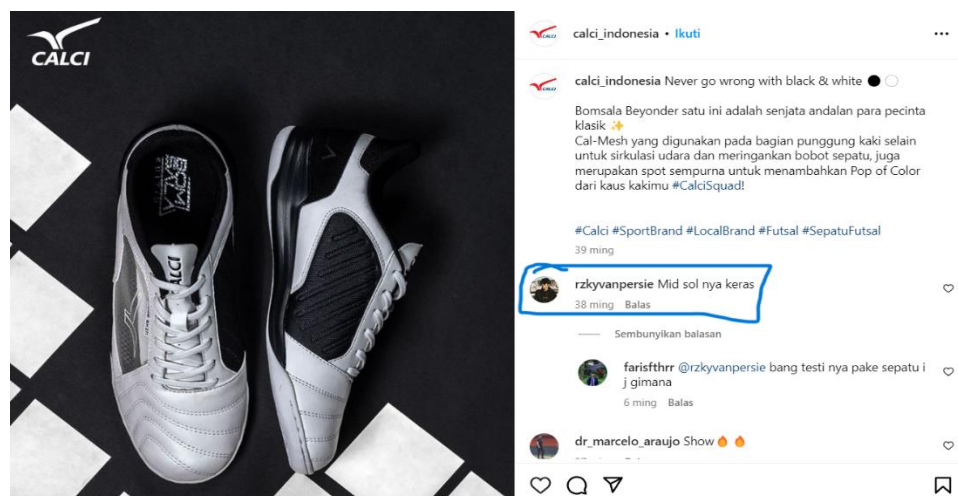 CALCI
BOM
SALA
CALCI
calci_indonesia • Ikuti
calci_indonesia Never go wrong with black & white ⚫⚪
Bomsala Beyonder satu ini adalah senjata andalan para pecinta
klasik ✨
Cal-Mesh yang digunakan pada bagian punggung kaki selain
untuk sirkulasi udara dan meringankan bobot sepatu, juga
merupakan spot sempurna untuk menambahkan Pop of Color
dari kaus kakimu #CalciSquad!
#Calci #SportBrand #LocalBrand #Futsal #SepatuFutsal
39 ming
rzkyvanpersie Mid sol nya keras
38 ming Balas
Sembunyikan balasan
farisfthrr @rzkyvanpersie bang testi nya pake sepatu i
j gimana
6 ming Balas
dr_marcelo_araujo Show🔥🔥